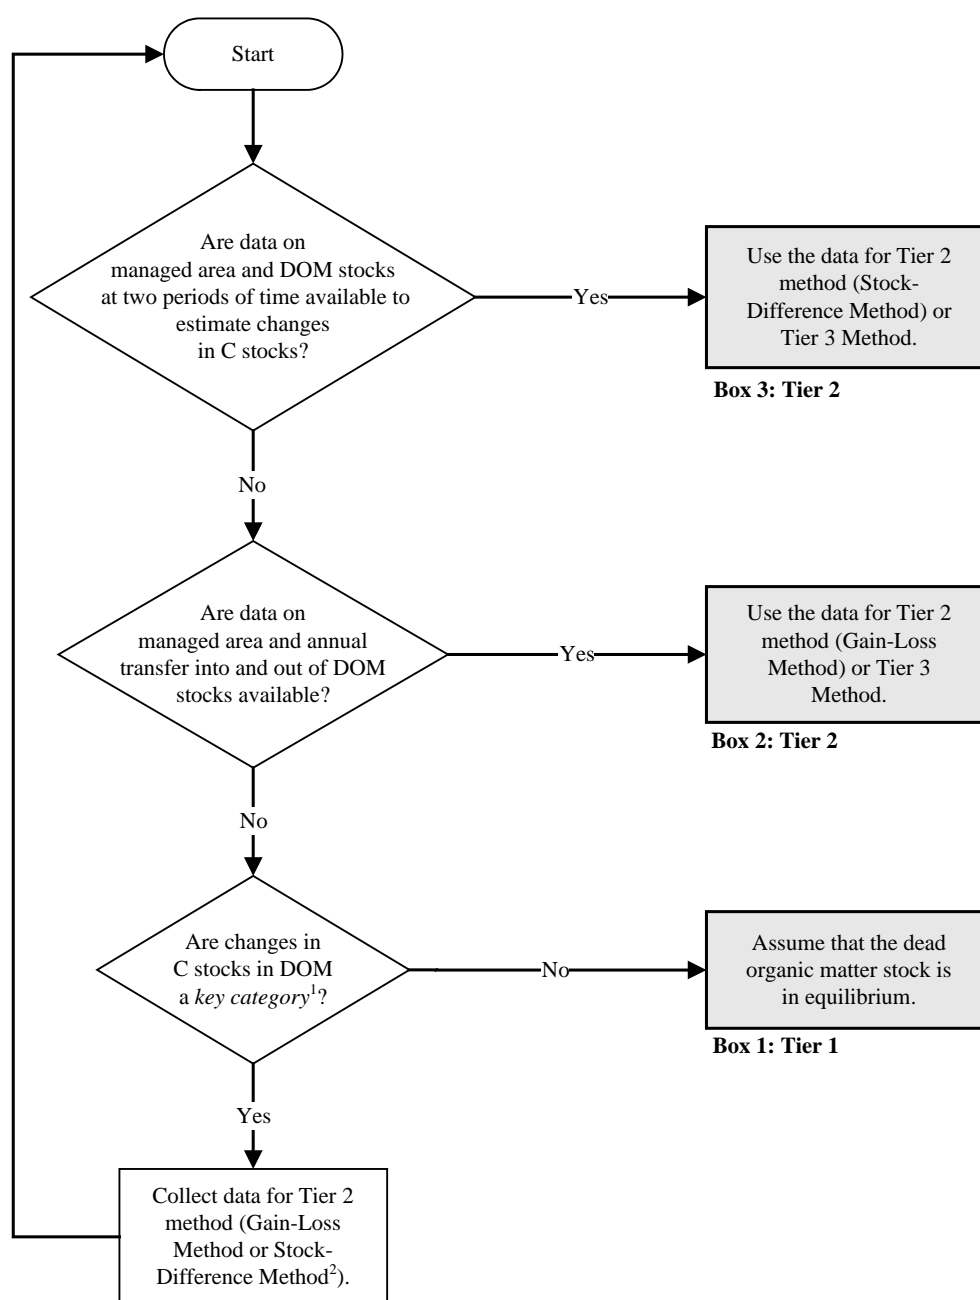 Start
Are data on
managed area and DOM stocks
at two periods of time available to
estimate changes
in C stocks?
Yes
Use the data for Tier 2
method (Stock-
Difference Method) or
Tier 3 Method.
Box 3: Tier 2
No
Are data on
managed area and annual
transfer into and out of DOM
stocks available?
Yes
Use the data for Tier 2
method (Gain-Loss
Method) or Tier 3
Method.
Box 2: Tier 2
No
Are changes in
C stocks in DOM
a key category¹?
No
Assume that the dead
organic matter stock is
in equilibrium.
Box 1: Tier 1
Yes
Collect data for Tier 2
method (Gain-Loss
Method or Stock-
Difference Method²).